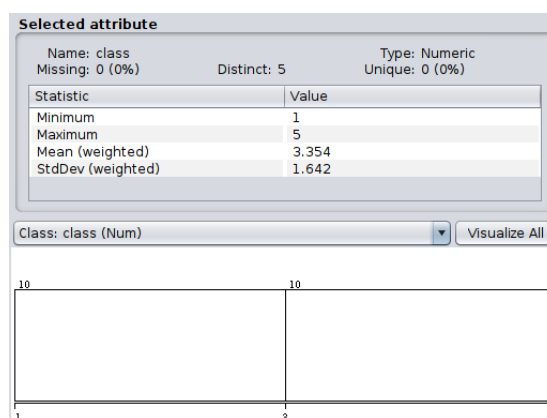 Selected attribute
Name: class Type: Numeric
Missing: 0 (0%) Distinct: 5 Unique: 0 (0%)
Statistic Value
Minimum 1
Maximum 5
Mean (weighted) 3.354
StdDev (weighted) 1.642
Class: class (Num) Visualize All
10 10
1 3